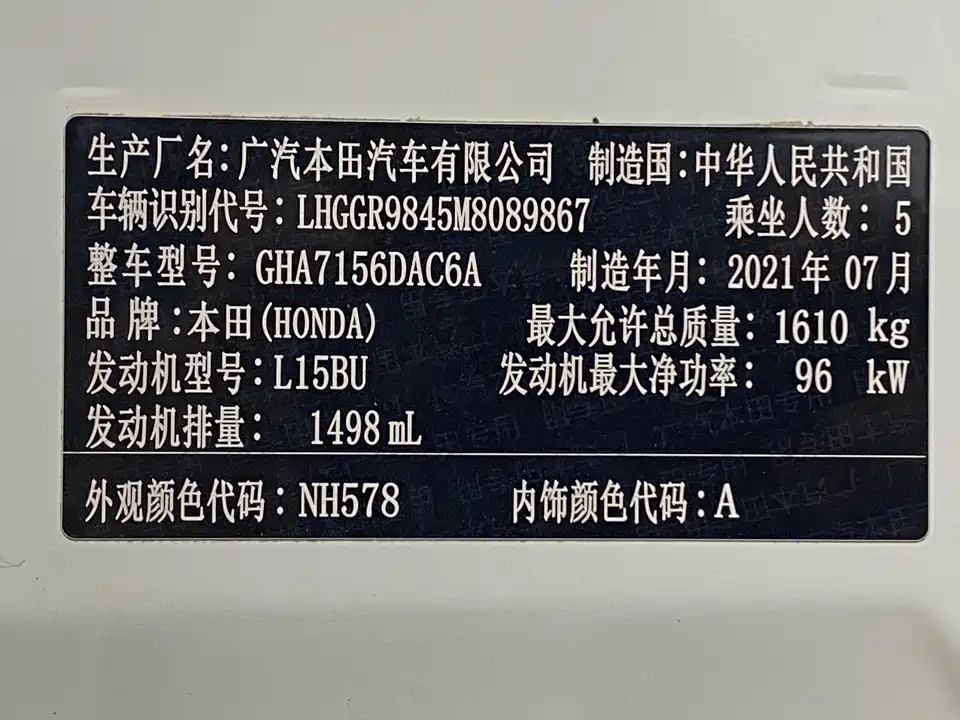 生产厂名:广汽本田汽车有限公司 制造国:中华人民共和国
车辆识别代号:LHGGR9845M8089867 乘坐人数:5
整车型号:GHA7156DAC6A 制造年月:2021年07月
品牌:本田(HONDA) 最大允许总质量:1610 kg
发动机型号:L15BU 发动机最大净功率:96 kW
发动机排量:1498mL
外观颜色代码:NH578 内饰颜色代码:A